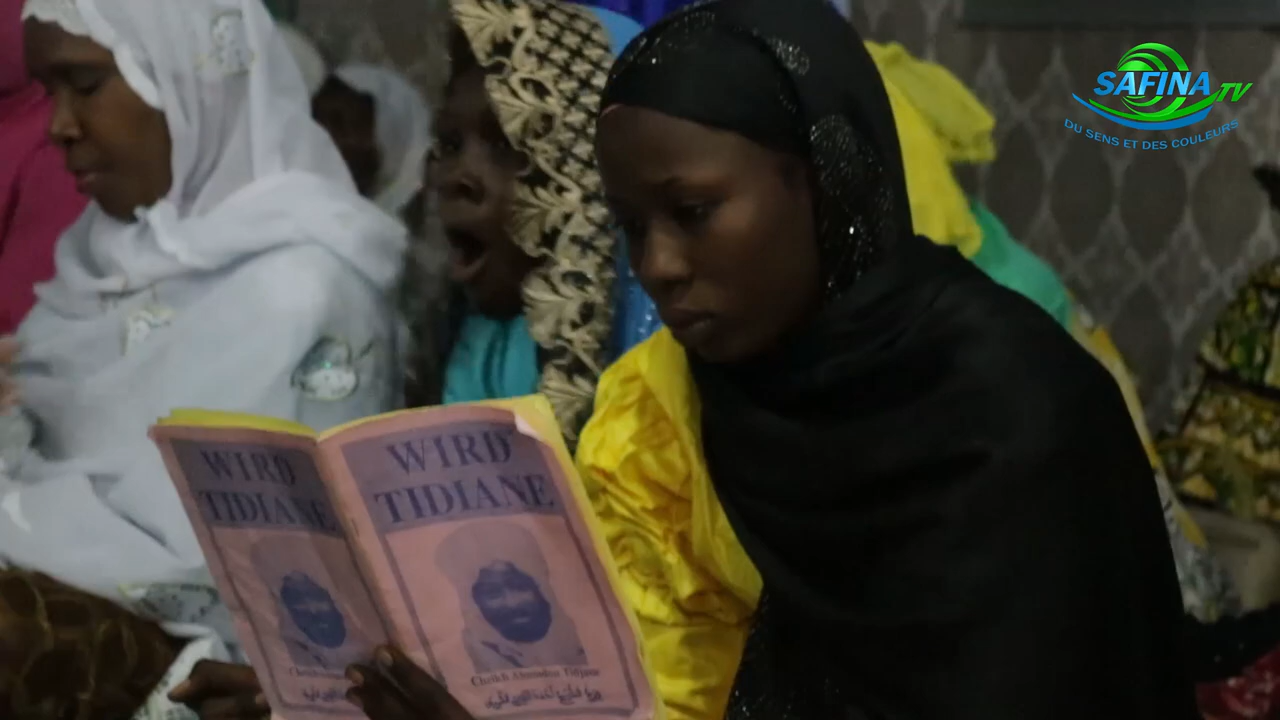 SAFINA TV
DU SENS ET DES COULEURS
WIRD
TIDIANE
WIRD
TIDIANE
Cheikh Ahmadou Tidjane